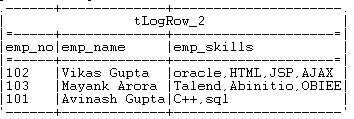 tLogRow_2
emp_no|emp_name|emp_skills
102|Vikas Gupta|oracle,HTML,JSP,AJAX
103|Mayank Arora|Talend,Abinitio,OBIEE
101|Avinash Gupta|C++,sql